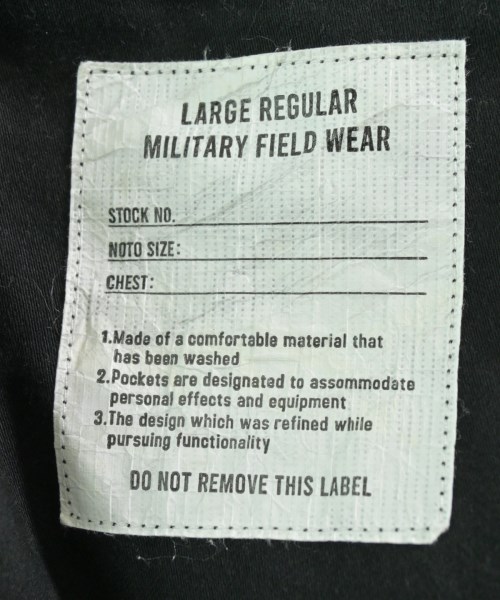 LARGE REGULAR
MILITARY FIELD WEAR
STOCK NO.
NOTO SIZE:
CHEST:
1.Made of a comfortable material that
has been washed
2.Pockets are designated to assommodate
personal effects and equipment
3.The design which was refined while
pursuing functionality
DO NOT REMOVE THIS LABEL